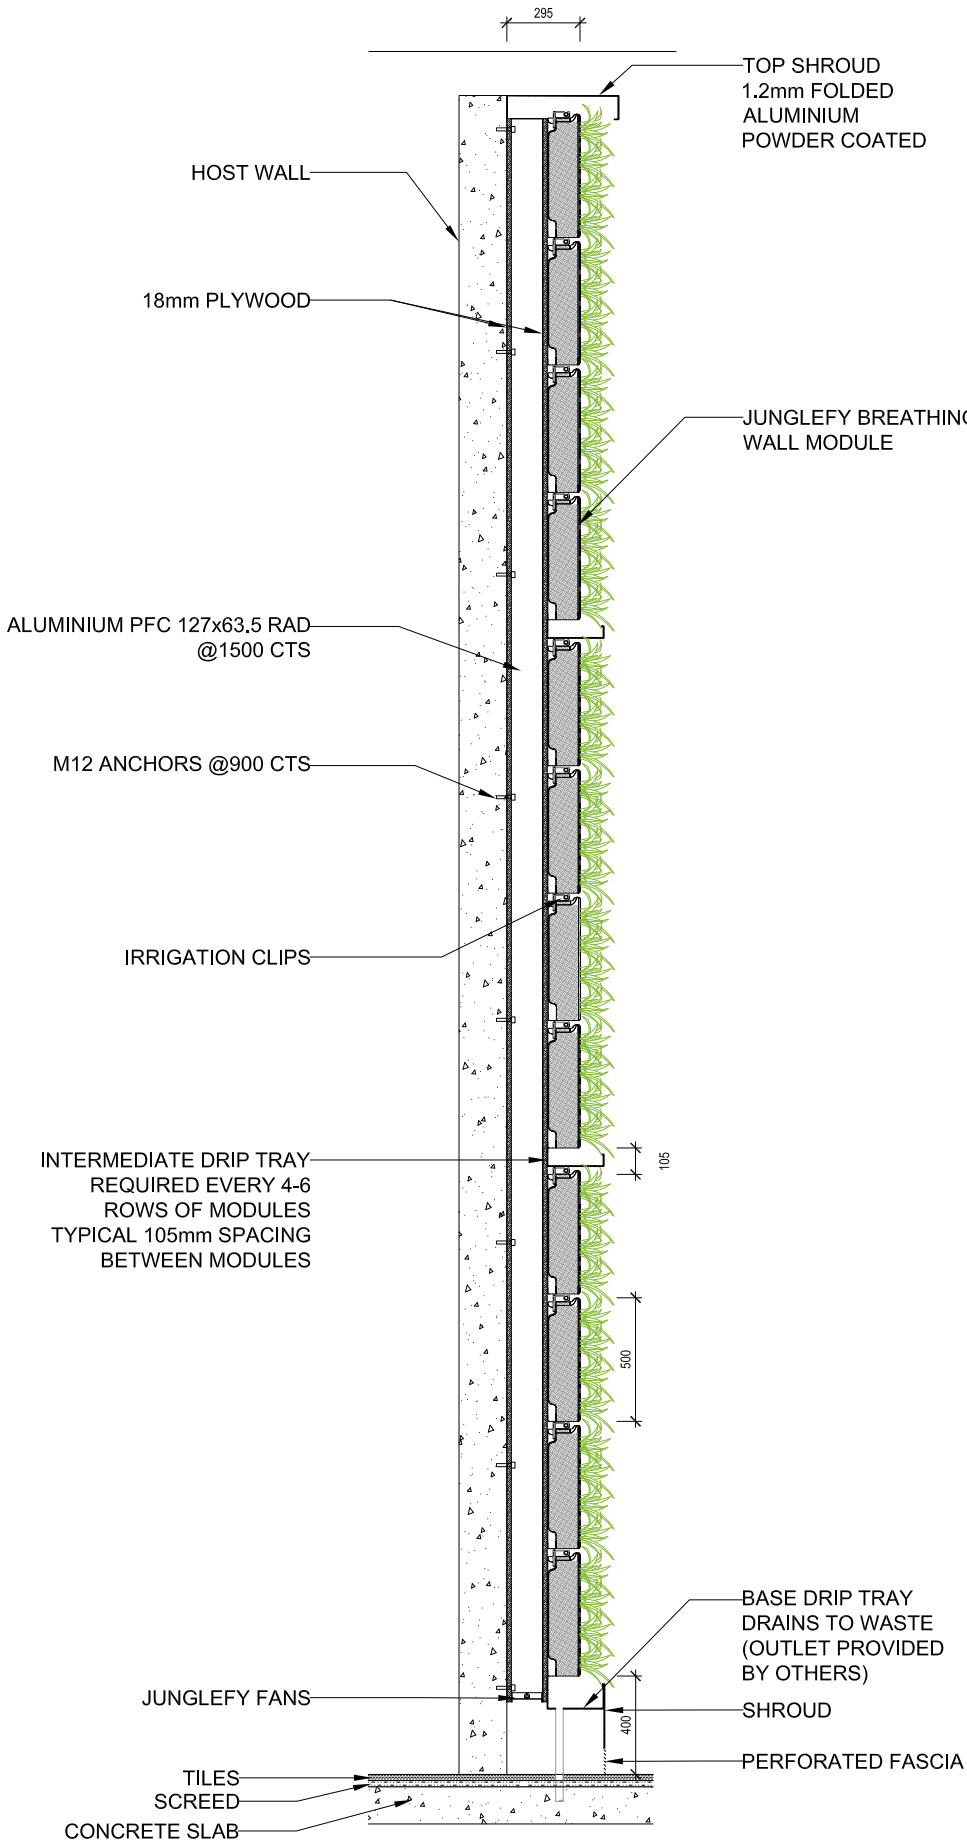 295
TOP SHROUD
1.2mm FOLDED
ALUMINIUM
POWDER COATED
HOST WALL
18mm PLYWOOD
JUNGLEFY BREATHING
WALL MODULE
ALUMINIUM PFC 127x63.5 RAD
@1500 CTS
M12 ANCHORS @900 CTS
IRRIGATION CLIPS
INTERMEDIATE DRIP TRAY
REQUIRED EVERY 4-6
ROWS OF MODULES
TYPICAL 105mm SPACING
BETWEEN MODULES
105
500
BASE DRIP TRAY
DRAINS TO WASTE
(OUTLET PROVIDED
BY OTHERS)
JUNGLEFY FANS
400
SHROUD
PERFORATED FASCIA
TILES
SCREED
CONCRETE SLAB